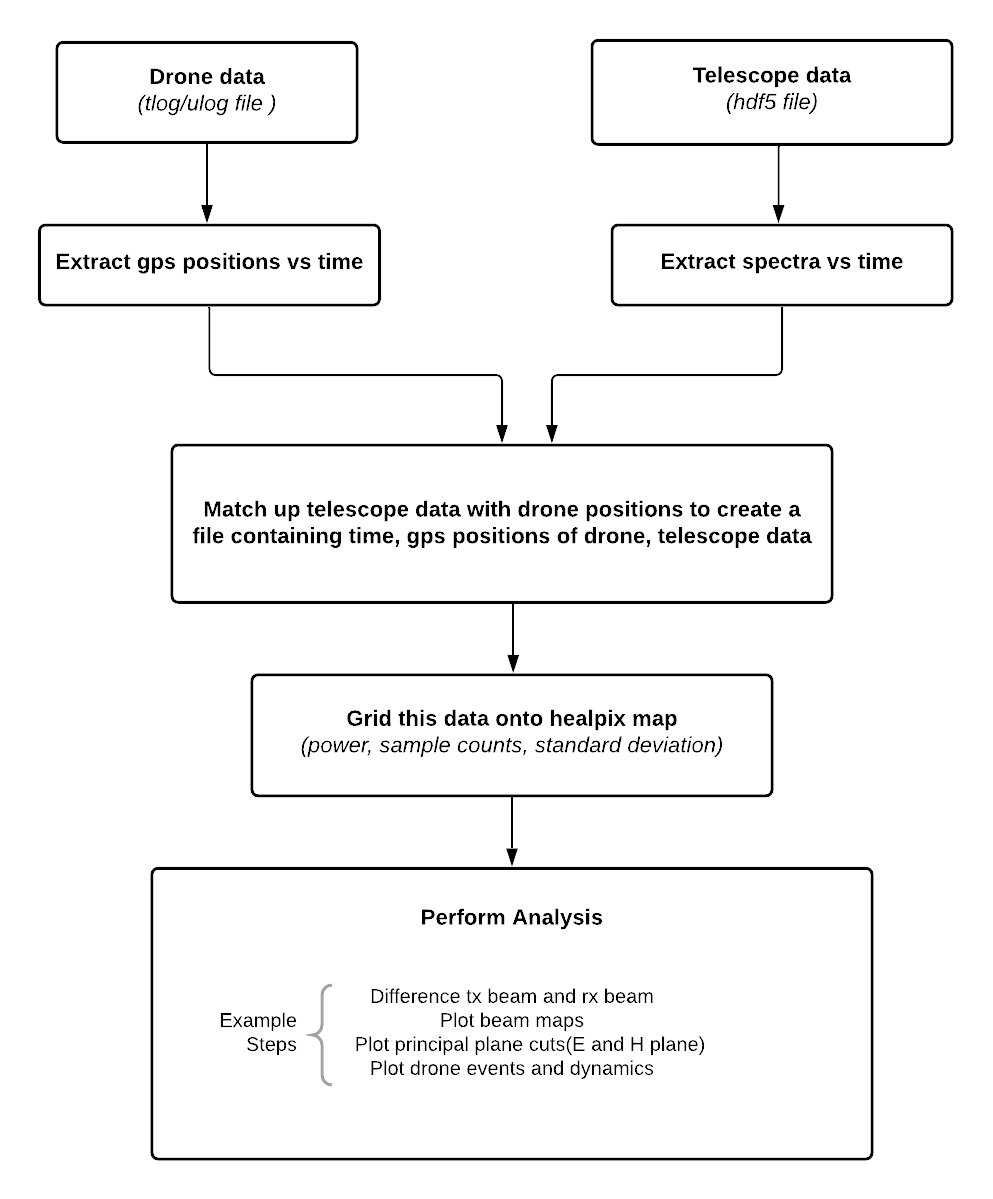 Drone data
(tlog/ulog file )
Telescope data
(hdf5 file)
Extract gps positions vs time
Extract spectra vs time
Match up telescope data with drone positions to create a
file containing time, gps positions of drone, telescope data
Grid this data onto healpix map
(power, sample counts, standard deviation)
Perform Analysis
Example
Steps
Difference tx beam and rx beam
Plot beam maps
Plot principal plane cuts(E and H plane)
Plot drone events and dynamics